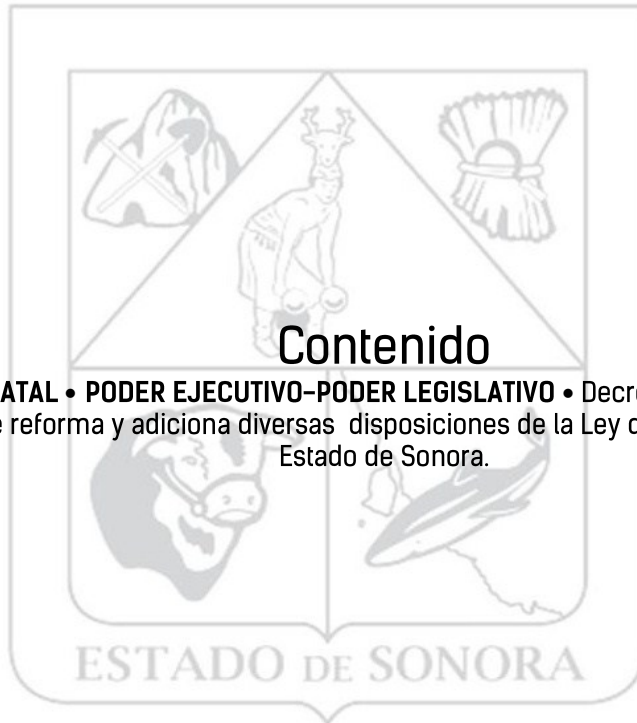 Contenido
ATAL • PODER EJECUTIVO-PODER LEGISLATIVO •
reforma y adiciona diversas disposiciones de la Ley
Estado de Sonora.
ESTADO DE SONORA